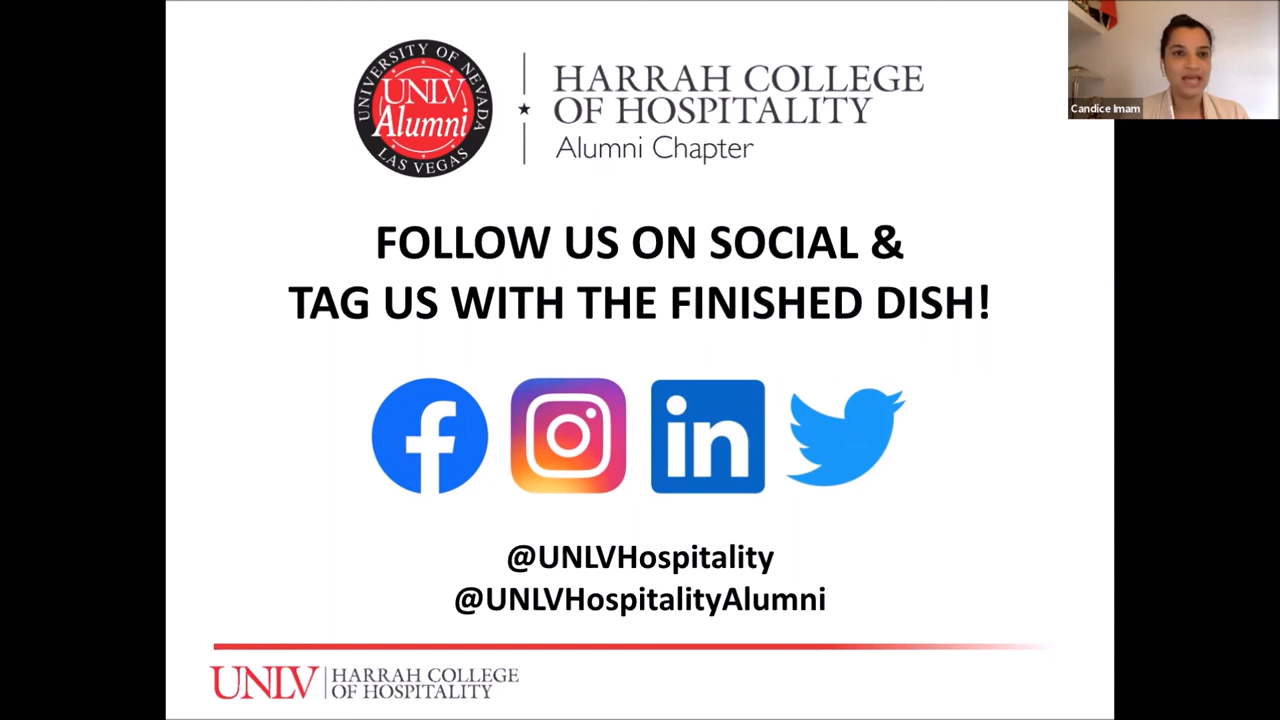 UNIVERSITY OF NEVADA
UNLV
Alumni
LAS VEGAS
HARRAH COLLEGE
OF HOSPITALITY
Alumni Chapter
Candice Imam
FOLLOW US ON SOCIAL &
TAG US WITH THE FINISHED DISH!
f
in
@UNLVHospitality
@UNLVHospitalityAlumni
UNLV
HARRAH COLLEGE
OF HOSPITALITY